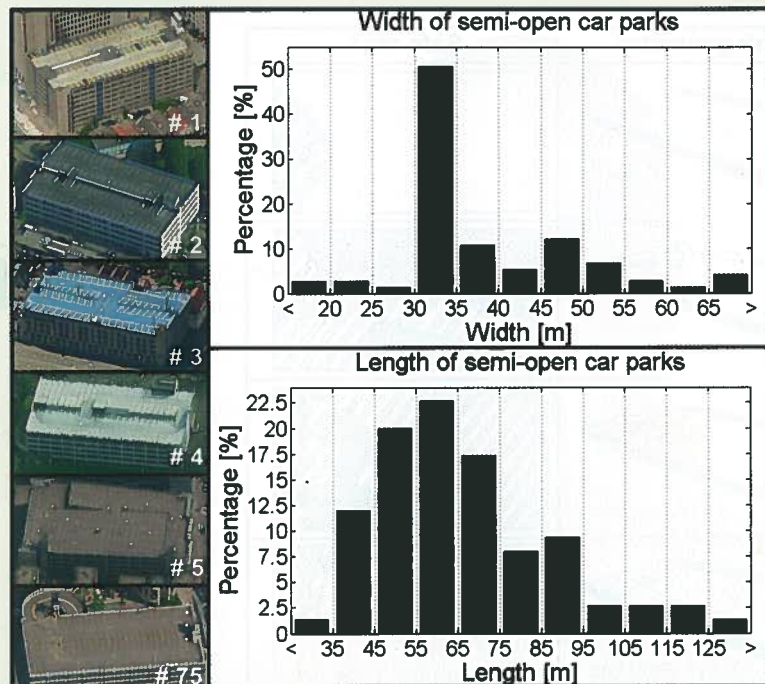 # 1
# 2
# 3
# 4
# 5
# 75
Width of semi-open car parks
Percentage [%]
50
40
30
20
10
0
< 20 25 30 35 40 45 50 55 60 65 >
Width [m]
Length of semi-open car parks
Percentage [%]
22.5
20
17.5
15
12.5
10
7.5
5
2.5
0
< 35 45 55 65 75 85 95 105 115 125 >
Length [m]